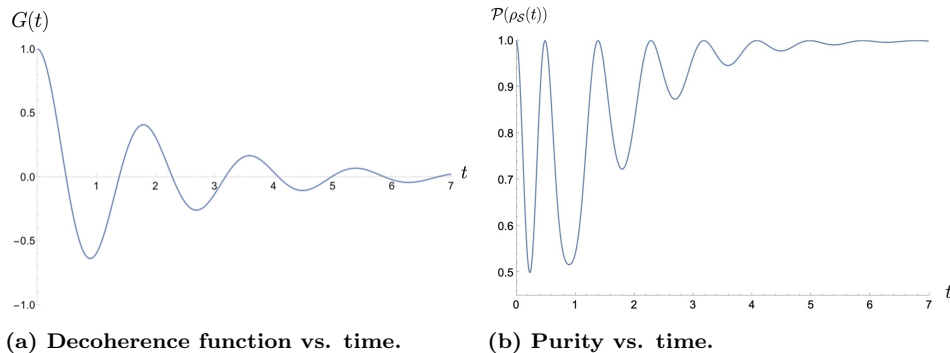 G(t)
1.0
0.5
0.0
−0.5
−1.0
1 2 3 4 5 6 7
t
(a) Decoherence function vs. time.
𝒫(ρ𝒮(t))
1.0
0.9
0.8
0.7
0.6
0.5
0 1 2 3 4 5 6 7
t
(b) Purity vs. time.